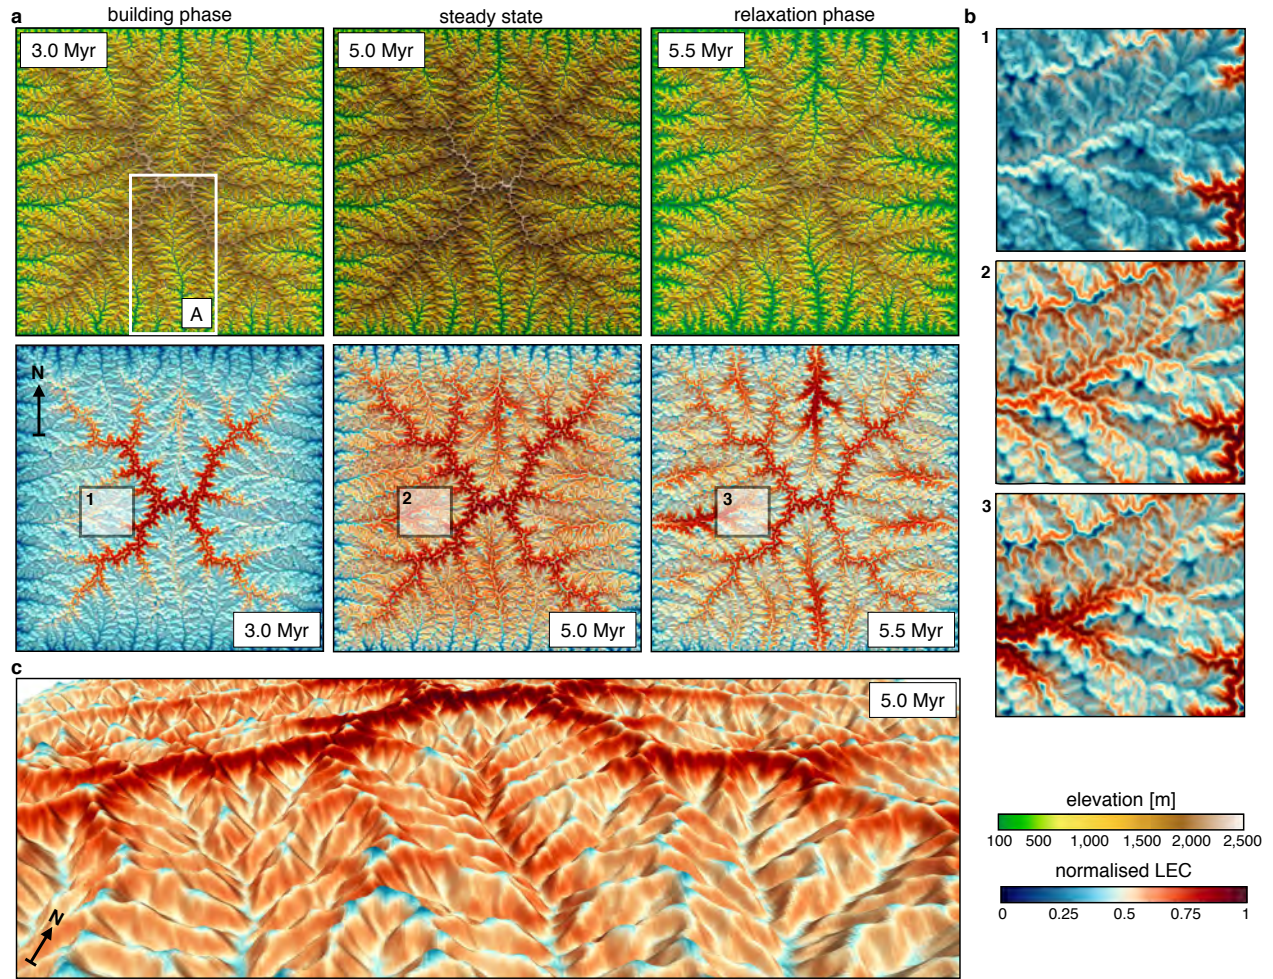 a
building phase
steady state
relaxation phase
b
3.0 Myr
5.0 Myr
5.5 Myr
1
A
2
N
1
2
3
3
3.0 Myr
5.0 Myr
5.5 Myr
c
5.0 Myr
N
elevation [m]
100 500 1,000 1,500 2,000 2,500
normalised LEC
0 0.25 0.5 0.75 1